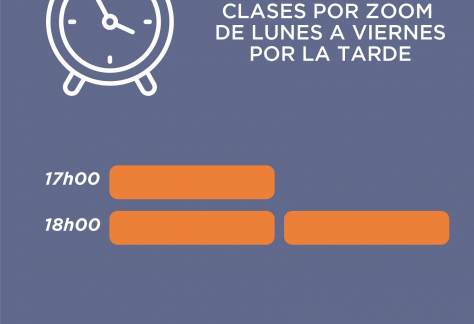 CLASES POR ZOOM
DE LUNES A VIERNES
POR LA TARDE
17h00
18h00